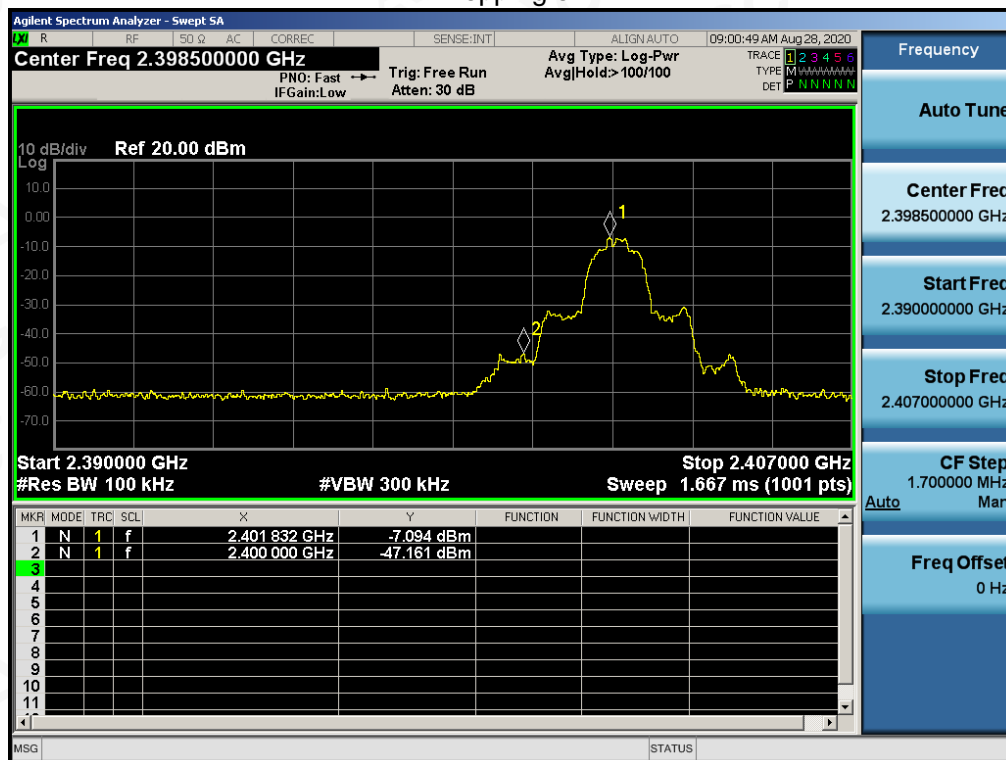 Agilent Spectrum Analyzer - Swept SA
LXI R RF 50 Ω AC CORREC SENSE:INT ALIGN AUTO 09:00:49 AM Aug 28, 2020
Center Freq 2.398500000 GHz
Avg Type: Log-Pwr
TRACE 1 2 3 4 5 6
PNO: Fast Trig: Free Run Avg|Hold:>100/100
TYPE M WWWWW
IFGain:Low Atten: 30 dB
DET P N N N N N
10 dB/div Ref 20.00 dBm
Log
10.0
0.00
-10.0
-20.0
-30.0
-40.0
-50.0
-60.0
-70.0
1
2
Start 2.390000 GHz Stop 2.407000 GHz
#Res BW 100 kHz #VBW 300 kHz Sweep 1.667 ms (1001 pts)
MKR MODE TRC SCL X Y FUNCTION FUNCTION WIDTH FUNCTION VALUE
1 N 1 f 2.401 832 GHz -7.094 dBm
2 N 1 f 2.400 000 GHz -47.161 dBm
3
4
5
6
7
8
9
10
11
MSG STATUS
Frequency
Auto Tune
Center Freq
2.398500000 GHz
Start Freq
2.390000000 GHz
Stop Freq
2.407000000 GHz
CF Step
1.700000 MHz
Auto Man
Freq Offset
0 Hz